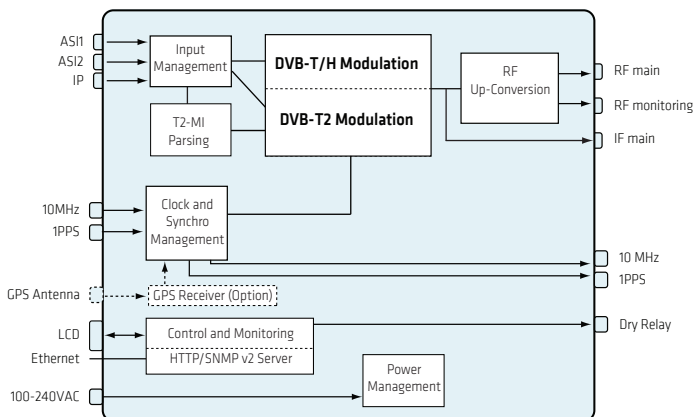 ASI1
ASI2
IP
Input
Management
T2-MI
Parsing
DVB-T/H Modulation
DVB-T2 Modulation
RF
Up-Conversion
RF main
RF monitoring
IF main
10MHz
1PPS
Clock and
Synchro
Management
10 MHz
1PPS
GPS Antenna
GPS Receiver (Option)
LCD
Ethernet
Control and Monitoring
HTTP/SNMP v2 Server
Dry Relay
100-240VAC
Power
Management